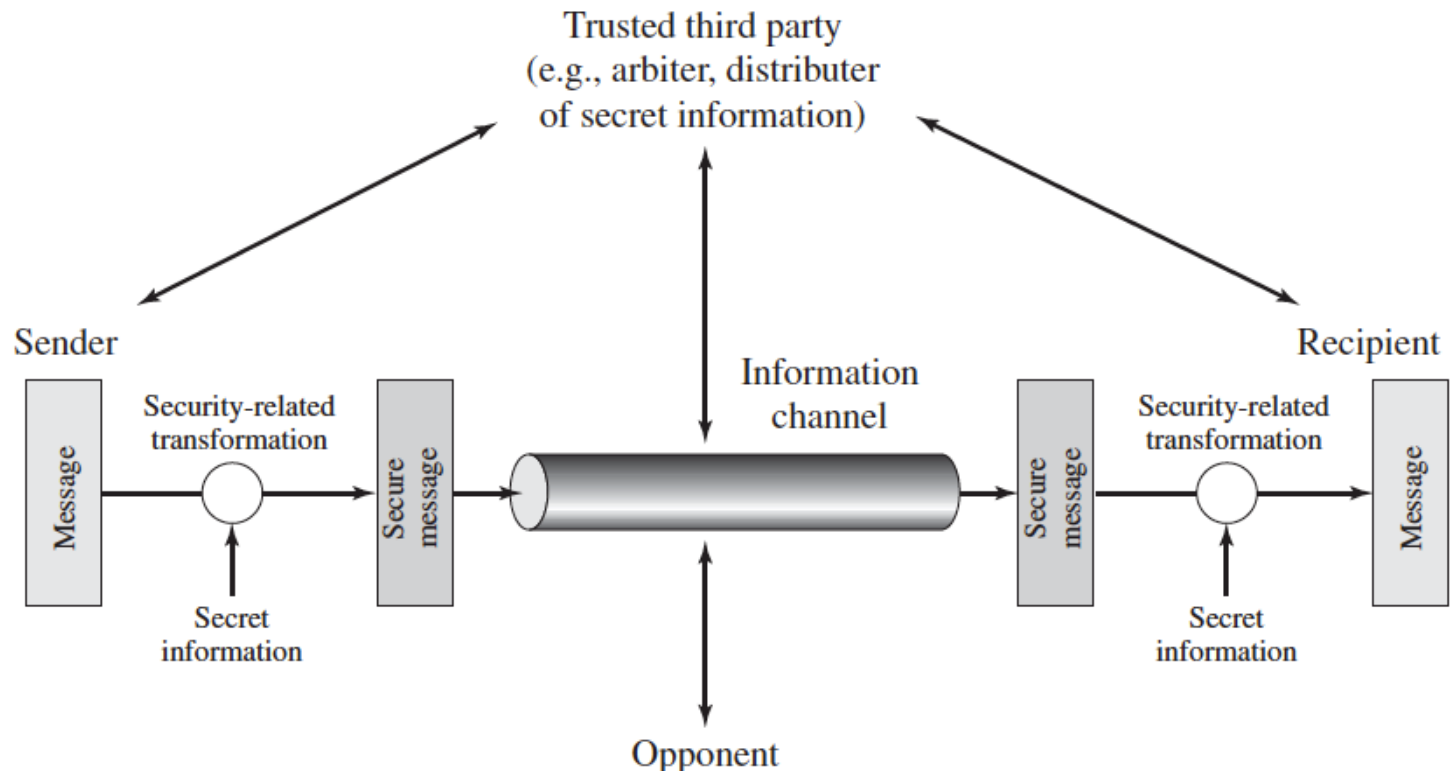 Trusted third party
(e.g., arbiter, distributer
of secret information)
Sender
Recipient
Information
channel
Security-related
transformation
Security-related
transformation
Message
Secure
message
Secure
message
Message
Secret
information
Secret
information
Opponent